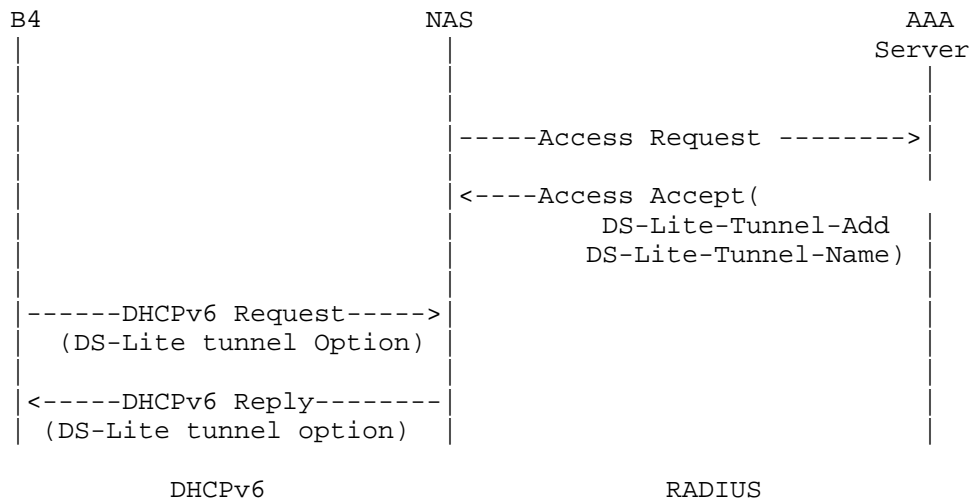 B4 NAS AAA
Server
-----Access Request -------->
<----Access Accept(
DS-Lite-Tunnel-Add
DS-Lite-Tunnel-Name)
------DHCPv6 Request----->
(DS-Lite tunnel Option)
<-----DHCPv6 Reply--------
(DS-Lite tunnel option)
DHCPv6 RADIUS